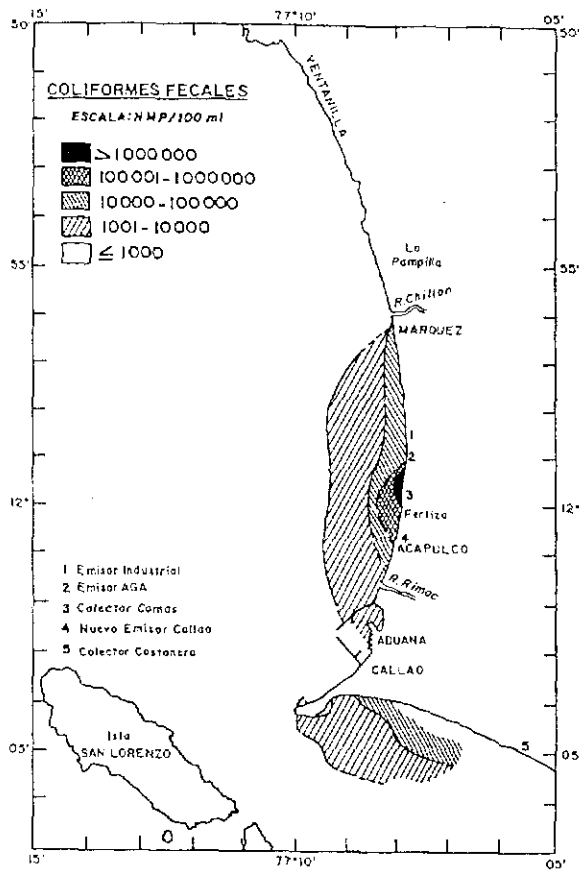 15' 77°10' 05'
50' 50'
VENTANILLA
COLIFORMES FECALES
ESCALA: NMP/100 ml
>1000000
100001-1000000
10000-100000
1001-10000
≤ 1000
55' 55'
La
Pampilla
R. Chillon
MARQUEZ
1
2
3
12° 12°
Fertiza
4
ACAPULCO
1 Emisor Industrial
2 Emisor AGA
3 Colector Comas
4 Nuevo Emisor Callao
5 Colector Costanera
R. Rimac
ADUANA
CALLAO
Isla
SAN LORENZO
5
05' 05'
15' 77°10' 05'